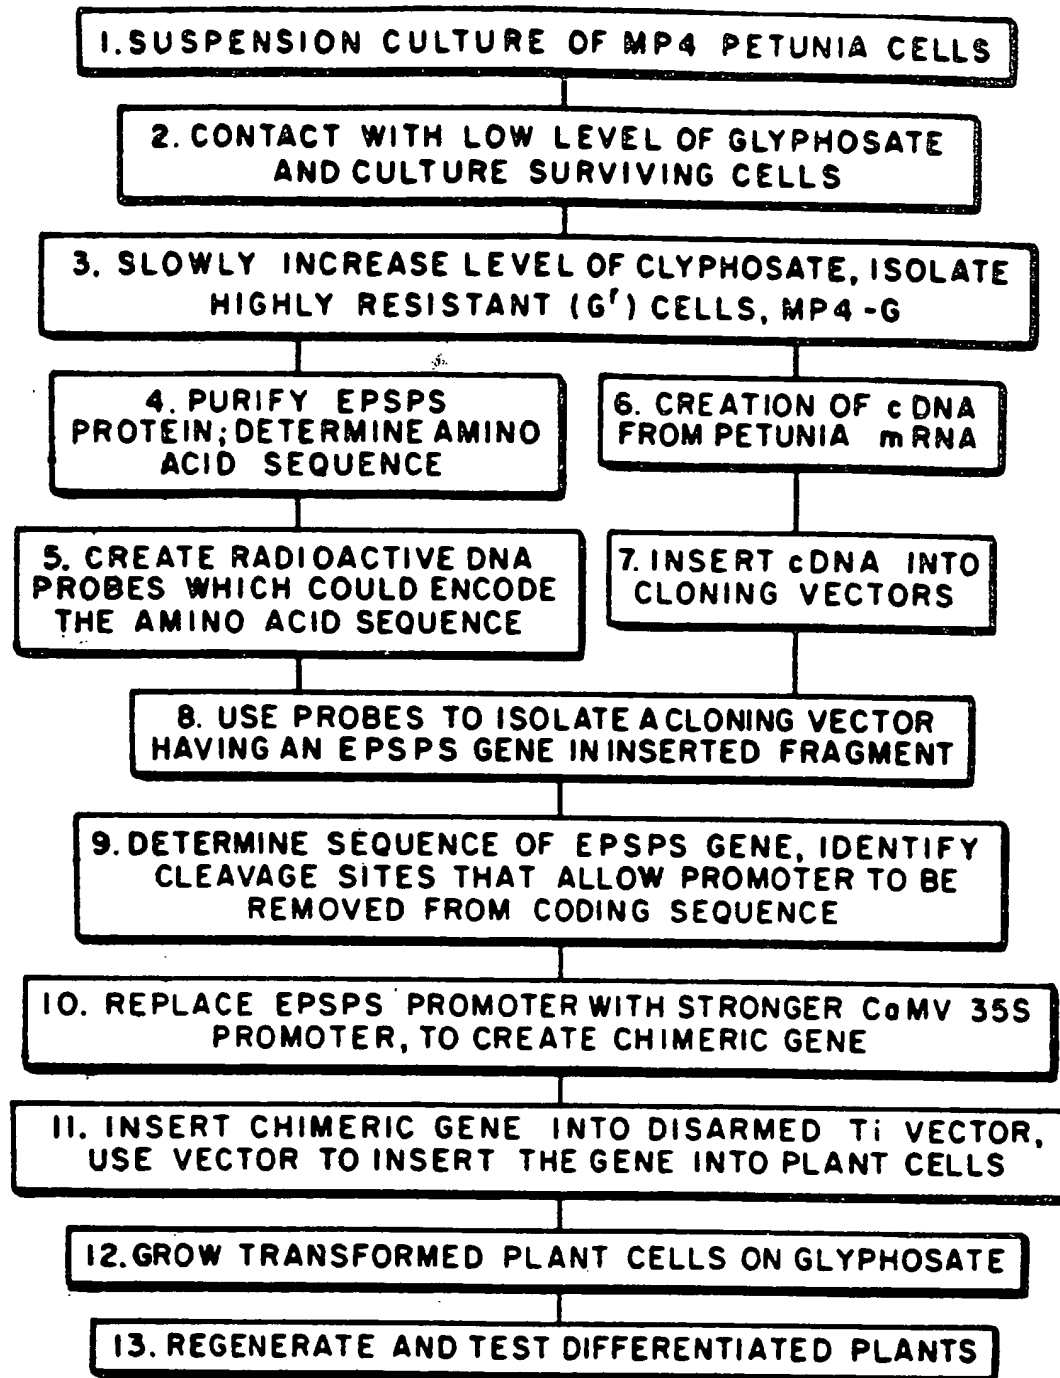 1. SUSPENSION CULTURE OF MP4 PETUNIA CELLS
2. CONTACT WITH LOW LEVEL OF GLYPHOSATE
AND CULTURE SURVIVING CELLS
3. SLOWLY INCREASE LEVEL OF CLYPHOSATE, ISOLATE
HIGHLY RESISTANT (Gʳ) CELLS, MP4-G
4. PURIFY EPSPS
PROTEIN; DETERMINE AMINO
ACID SEQUENCE
5. CREATE RADIOACTIVE DNA
PROBES WHICH COULD ENCODE
THE AMINO ACID SEQUENCE
6. CREATION OF cDNA
FROM PETUNIA mRNA
7. INSERT cDNA INTO
CLONING VECTORS
8. USE PROBES TO ISOLATE A CLONING VECTOR
HAVING AN EPSPS GENE IN INSERTED FRAGMENT
9. DETERMINE SEQUENCE OF EPSPS GENE, IDENTIFY
CLEAVAGE SITES THAT ALLOW PROMOTER TO BE
REMOVED FROM CODING SEQUENCE
10. REPLACE EPSPS PROMOTER WITH STRONGER CaMV 35S
PROMOTER, TO CREATE CHIMERIC GENE
11. INSERT CHIMERIC GENE INTO DISARMED Ti VECTOR,
USE VECTOR TO INSERT THE GENE INTO PLANT CELLS
12. GROW TRANSFORMED PLANT CELLS ON GLYPHOSATE
13. REGENERATE AND TEST DIFFERENTIATED PLANTS